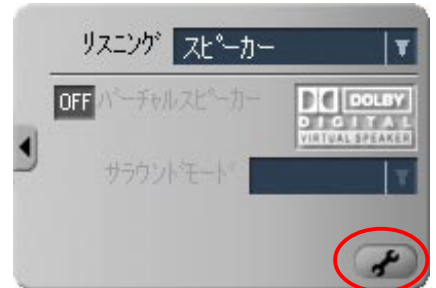 リスニング スピーカー
OFF バーチャルスピーカー
DOLBY
DIGITAL
VIRTUAL SPEAKER
サラウンドモード